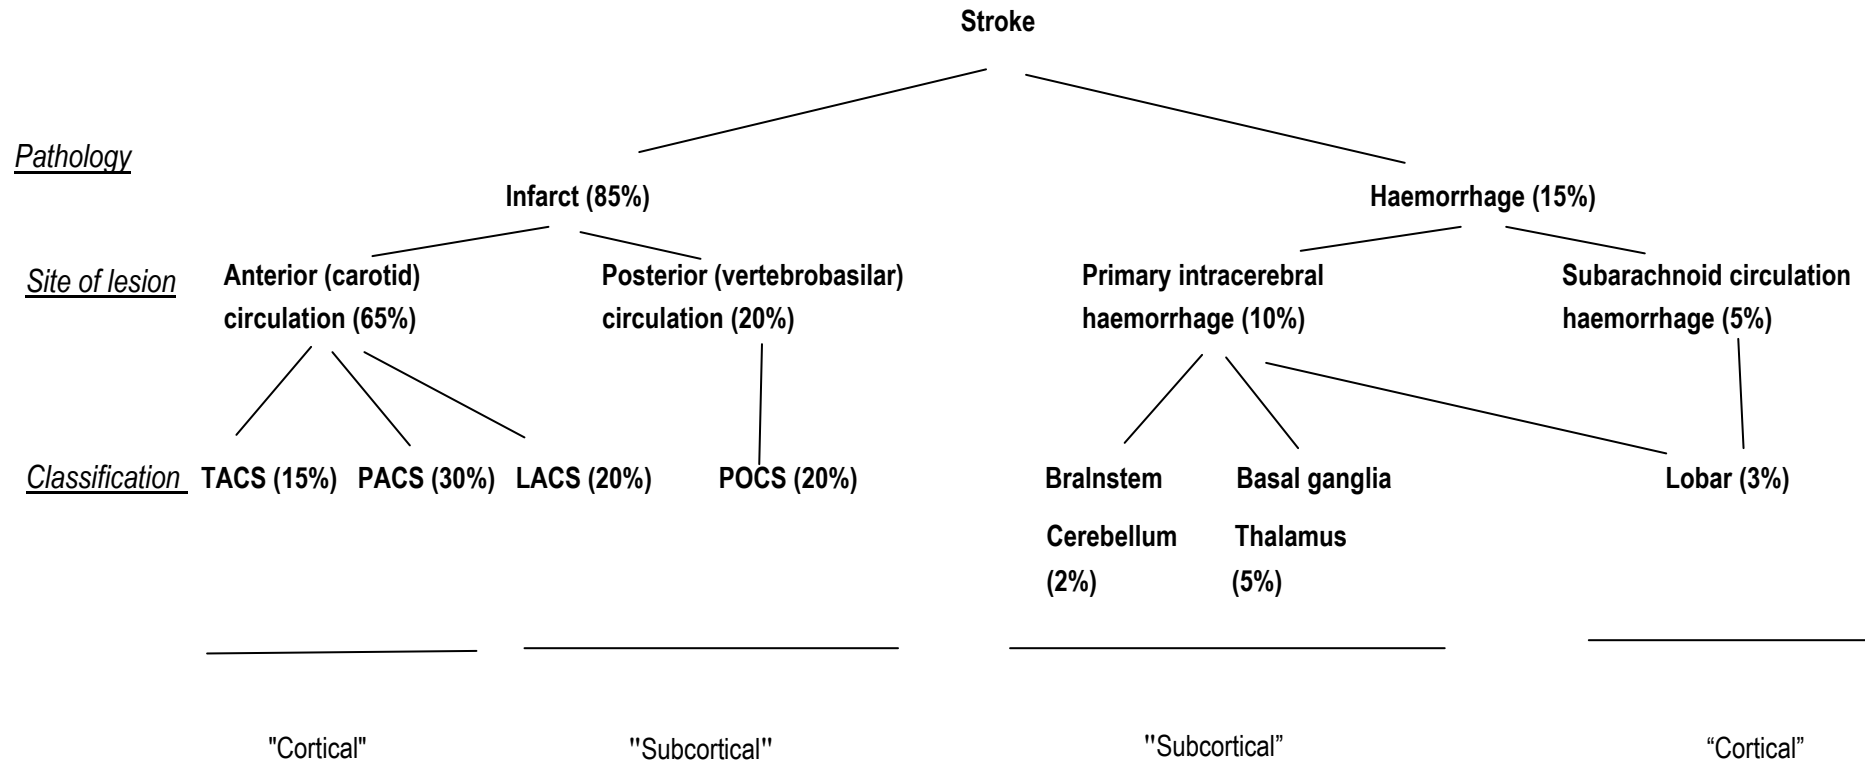 Stroke
Pathology
Infarct (85%)
Haemorrhage (15%)
Site of lesion
Anterior (carotid)
circulation (65%)
Posterior (vertebrobasilar)
circulation (20%)
Primary intracerebral
haemorrhage (10%)
Subarachnoid circulation
haemorrhage (5%)
Classification
TACS (15%)
PACS (30%)
LACS (20%)
POCS (20%)
Bralnstem
Cerebellum
(2%)
Basal ganglia
Thalamus
(5%)
Lobar (3%)
"Cortical"
"Subcortical"
"Subcortical”
“Cortical”